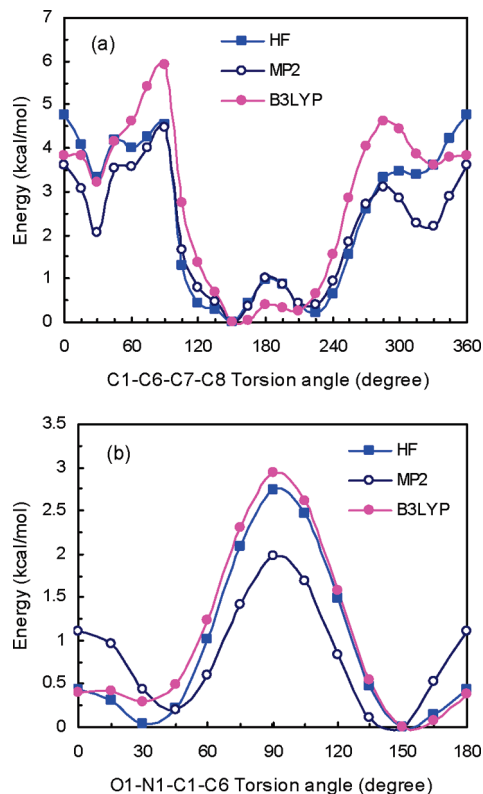 (a)
HF
MP2
B3LYP
Energy (kcal/mol)
7
6
5
4
3
2
1
0
0 60 120 180 240 300 360
C1-C6-C7-C8 Torsion angle (degree)
(b)
HF
MP2
B3LYP
Energy (kcal/mol)
3.5
3
2.5
2
1.5
1
0.5
0
0 30 60 90 120 150 180
O1-N1-C1-C6 Torsion angle (degree)